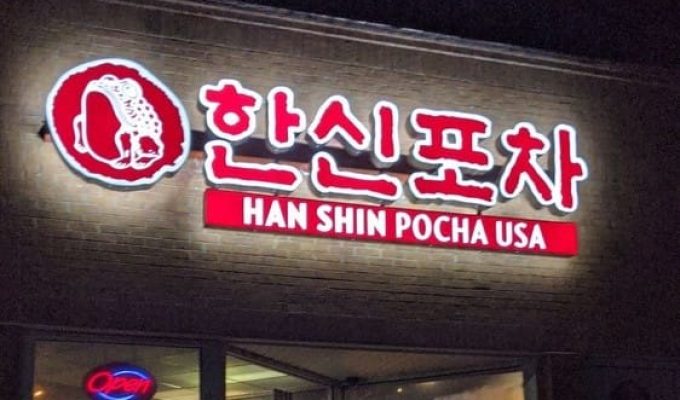 한신포차
HAN SHIN POCHA USA
Open